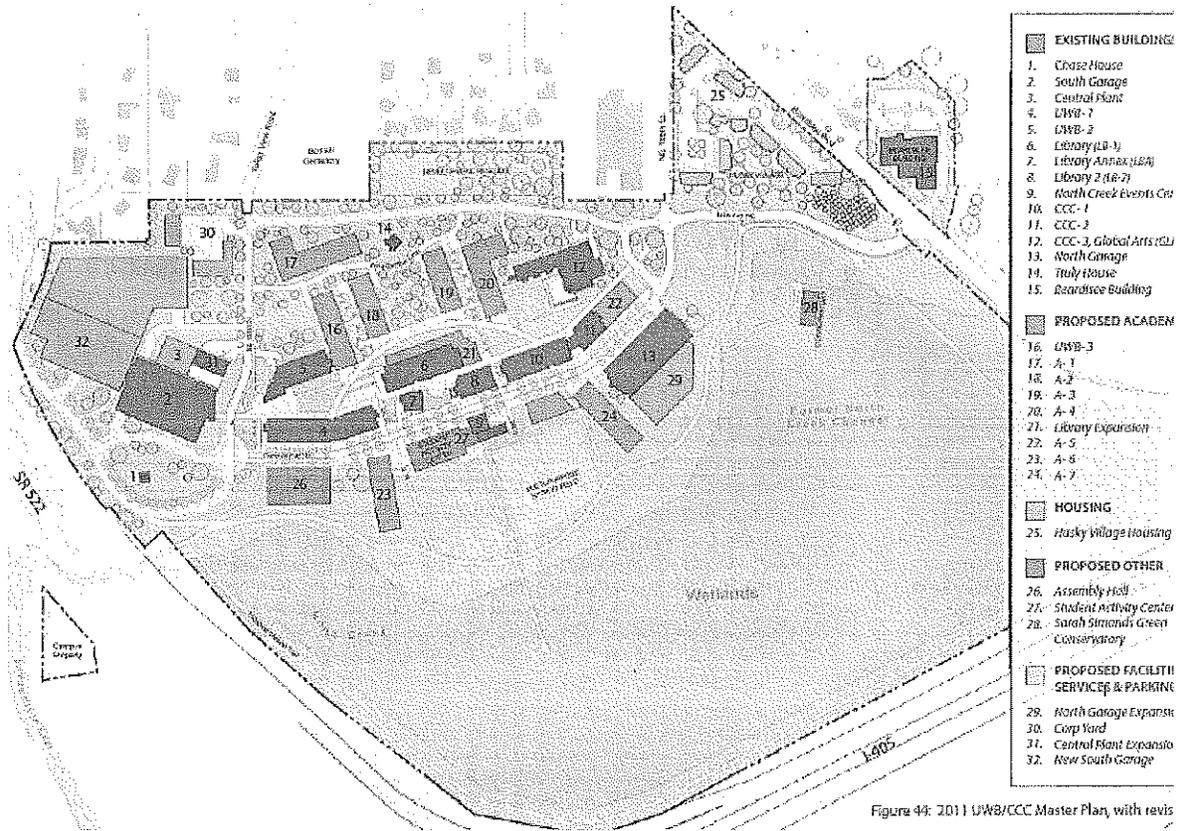 25
14
30
17
12
20
19
22
28
18
16
32
3
31
21
11
6
10
13
5
8
29
2
7
4
24
27
1
26
23
SR 522
Wetlands
Campus
Property
I-405
EXISTING BUILDING
1. Chase House
2. South Garage
3. Central Plant
4. UWB-1
5. UWB-2
6. Library (LB-1)
7. Library Annex (LBA)
8. Library 2 (LB-2)
9. North Creek Events Cn
10. CCC-1
11. CCC-2
12. CCC-3, Global Arts (GL
13. North Garage
14. Truly House
15. Beardslee Building
PROPOSED ACADEM
16. UWB-3
17. A-1
18. A-2
19. A-3
20. A-4
21. Library Expansion
22. A-5
23. A-6
24. A-7
HOUSING
25. Husky Village Housing
PROPOSED OTHER
26. Assembly Hall
27. Student Activity Center
28. Sarah Simonds Green
Conservatory
PROPOSED FACILITI
SERVICES & PARKING
29. North Garage Expansio
30. Corp Yard
31. Central Plant Expansio
32. New South Garage
Figure 44: 2011 UWB/CCC Master Plan, with revis